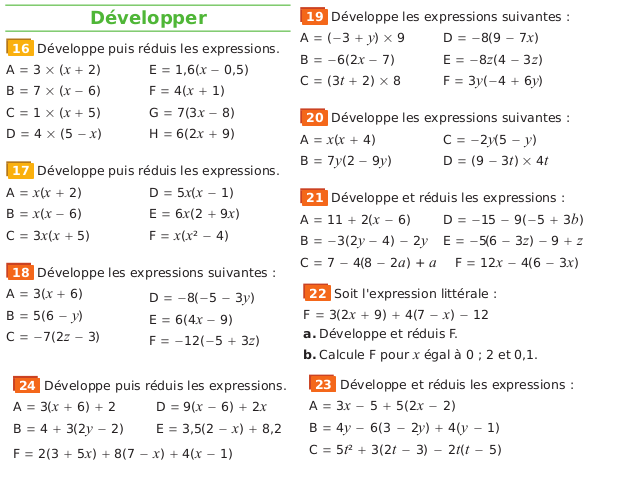 Développer
16 Développe puis réduis les expressions.
A = 3 × (x + 2) E = 1,6(x − 0,5)
B = 7 × (x − 6) F = 4(x + 1)
C = 1 × (x + 5) G = 7(3x − 8)
D = 4 × (5 − x) H = 6(2x + 9)
17 Développe puis réduis les expressions.
A = x(x + 2) D = 5x(x − 1)
B = x(x − 6) E = 6x(2 + 9x)
C = 3x(x + 5) F = x(x² − 4)
18 Développe les expressions suivantes :
A = 3(x + 6) D = −8(−5 − 3y)
B = 5(6 − y) E = 6(4x − 9)
C = −7(2z − 3) F = −12(−5 + 3z)
24 Développe puis réduis les expressions.
A = 3(x + 6) + 2 D = 9(x − 6) + 2x
B = 4 + 3(2y − 2) E = 3,5(2 − x) + 8,2
F = 2(3 + 5x) + 8(7 − x) + 4(x − 1)
19 Développe les expressions suivantes :
A = (−3 + y) × 9 D = −8(9 − 7x)
B = −6(2x − 7) E = −8z(4 − 3z)
C = (3t + 2) × 8 F = 3y(−4 + 6y)
20 Développe les expressions suivantes :
A = x(x + 4) C = −2y(5 − y)
B = 7y(2 − 9y) D = (9 − 3t) × 4t
21 Développe et réduis les expressions :
A = 11 + 2(x − 6) D = −15 − 9(−5 + 3b)
B = −3(2y − 4) − 2y E = −5(6 − 3z) − 9 + z
C = 7 − 4(8 − 2a) + a F = 12x − 4(6 − 3x)
22 Soit l'expression littérale :
F = 3(2x + 9) + 4(7 − x) − 12
a. Développe et réduis F.
b. Calcule F pour x égal à 0 ; 2 et 0,1.
23 Développe et réduis les expressions :
A = 3x − 5 + 5(2x − 2)
B = 4y − 6(3 − 2y) + 4(y − 1)
C = 5t² + 3(2t − 3) − 2t(t − 5)